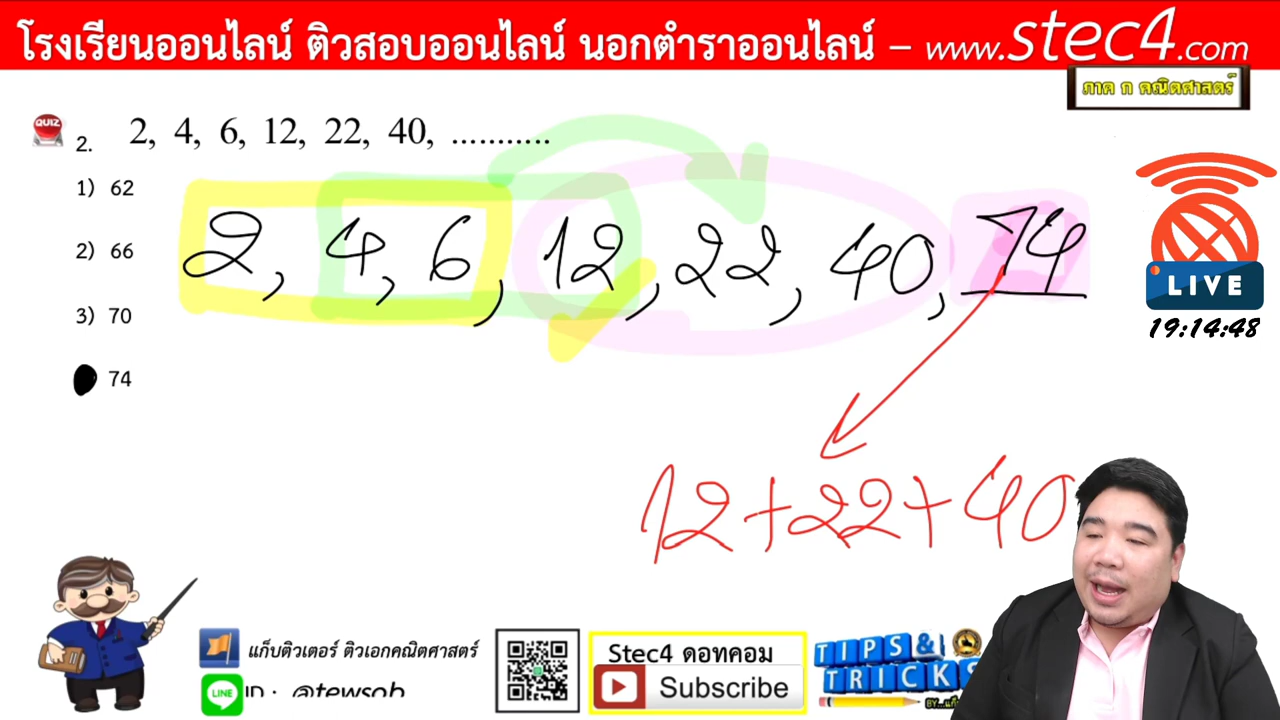 โรงเรียนออนไลน์ ติวสอบออนไลน์ นอกตำราออนไลน์ – www.stec4.com
ภาค ก คณิตศาสตร์
QUIZ
2. 2, 4, 6, 12, 22, 40, ...........
1) 62
2) 66
3) 70
74
2, 4, 6, 12, 22, 40, 74
LIVE
19:14:48
12+22+40
แก็บติวเตอร์ ติวเอกคณิตศาสตร์
LINE ID : @tewsob
Stec4 ดอทคอม
Subscribe
TIPS &
TRICKS